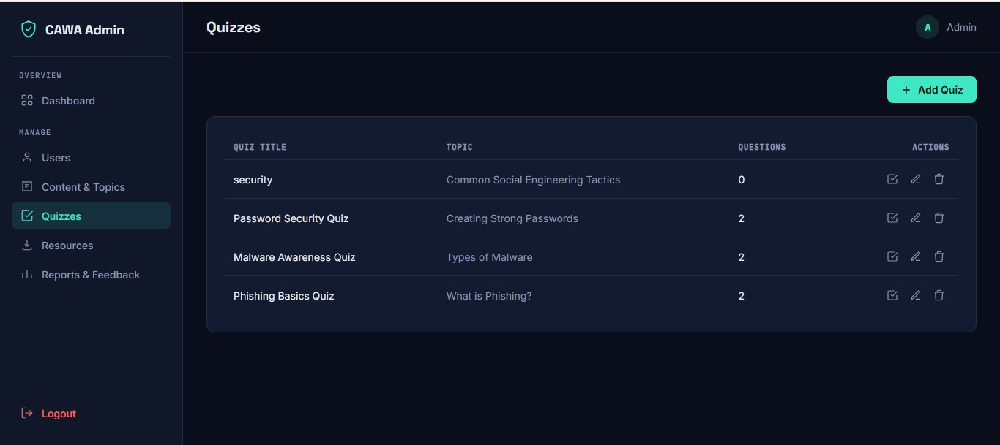 CAWA Admin
OVERVIEW
Dashboard
MANAGE
Users
Content & Topics
Quizzes
Resources
Reports & Feedback
Logout
Quizzes
A Admin
+ Add Quiz
QUIZ TITLE TOPIC QUESTIONS ACTIONS
security Common Social Engineering Tactics 0
Password Security Quiz Creating Strong Passwords 2
Malware Awareness Quiz Types of Malware 2
Phishing Basics Quiz What is Phishing? 2